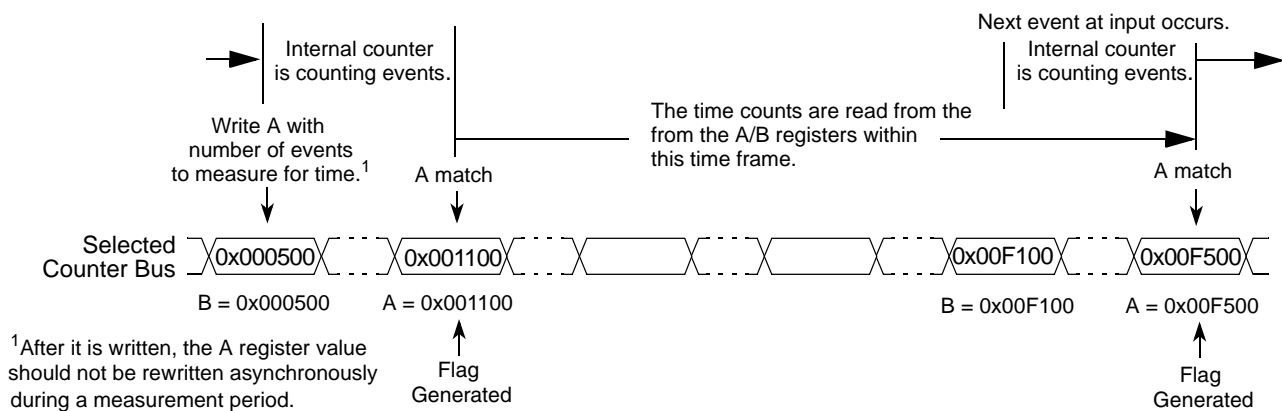 Next event at input occurs.
Internal counter
is counting events.
Internal counter
is counting events.
The time counts are read from the
from the A/B registers within
this time frame.
Write A with
number of events
to measure for time.1
A match
A match
Selected
Counter Bus
0x000500
0x001100
0x00F100
0x00F500
B = 0x000500
A = 0x001100
B = 0x00F100
A = 0x00F500
1After it is written, the A register value
should not be rewritten asynchronously
during a measurement period.
Flag
Generated
Flag
Generated